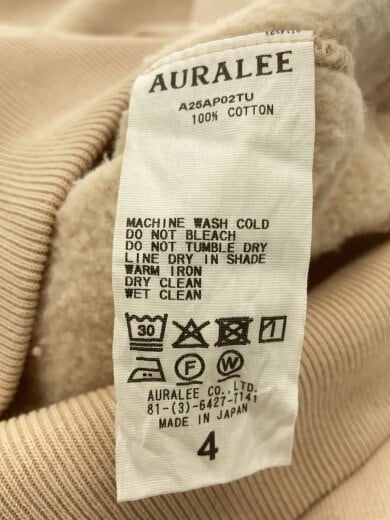 AURALEE
A25AP02TU
100% COTTON
MACHINE WASH COLD
DO NOT BLEACH
DO NOT TUMBLE DRY
LINE DRY IN SHADE
WARM IRON
DRY CLEAN
WET CLEAN
30
F W
AURALEE CO.,LTD.
81-(3)-6427-7141
MADE IN JAPAN
4